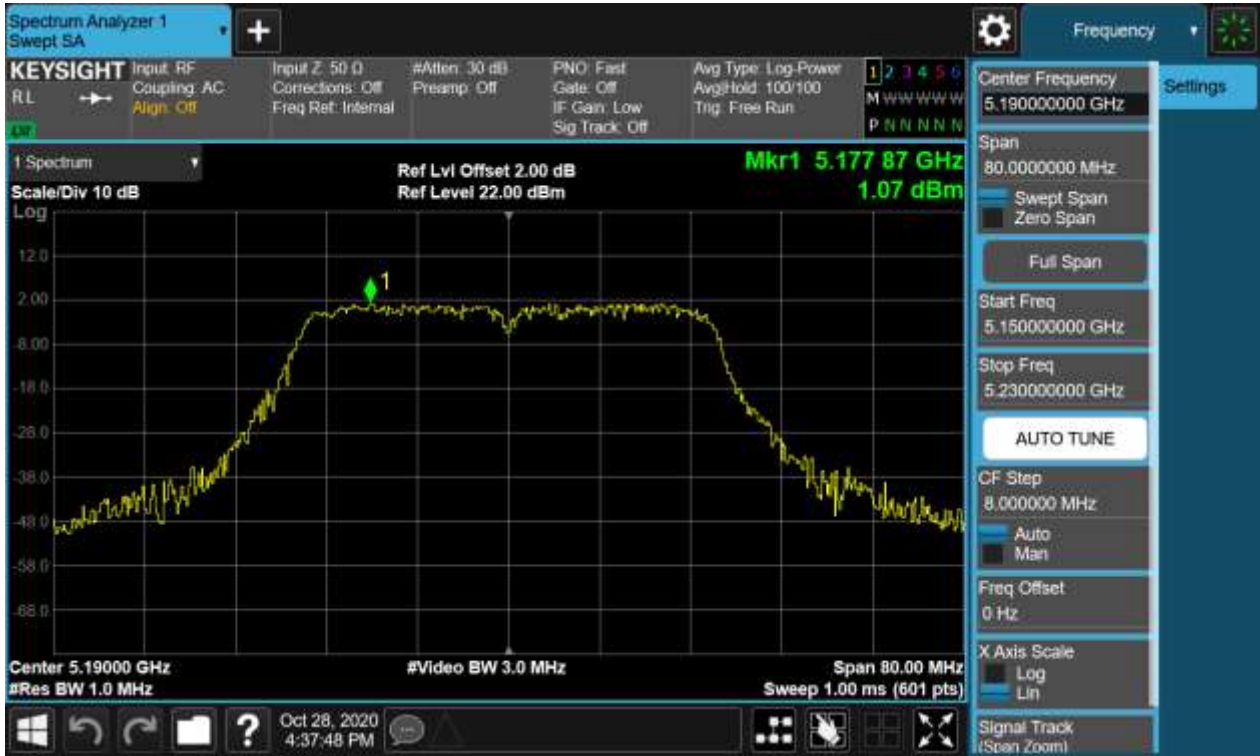 Spectrum Analyzer 1
Swept SA
Frequency
KEYSIGHT
RL
Input: RF
Coupling: AC
Align: Off
Input Z: 50 Ω
Corrections: Off
Freq Ref: Internal
#Atten: 30 dB
Preamp: Off
PNO: Fast
Gate: Off
IF Gain: Low
Sig Track: Off
Avg Type: Log-Power
Avg|Hold: 100/100
Trig: Free Run
1 2 3 4 5 6
M W W W W W
P N N N N N
Center Frequency
5.190000000 GHz
Settings
1 Spectrum
Scale/Div 10 dB
Ref Lvl Offset 2.00 dB
Ref Level 22.00 dBm
Mkr1 5.177 87 GHz
1.07 dBm
Span
80.0000000 MHz
Swept Span
Zero Span
Full Span
Start Freq
5.150000000 GHz
Stop Freq
5.230000000 GHz
AUTO TUNE
CF Step
8.000000 MHz
Auto
Man
Freq Offset
0 Hz
X Axis Scale
Log
Lin
Signal Track
(Span Zoom)
Log
12.0
2.00
-8.00
-18.0
-28.0
-38.0
-48.0
-58.0
-68.0
1
Center 5.19000 GHz
#Res BW 1.0 MHz
#Video BW 3.0 MHz
Span 80.00 MHz
Sweep 1.00 ms (601 pts)
?
Oct 28, 2020
4:37:48 PM